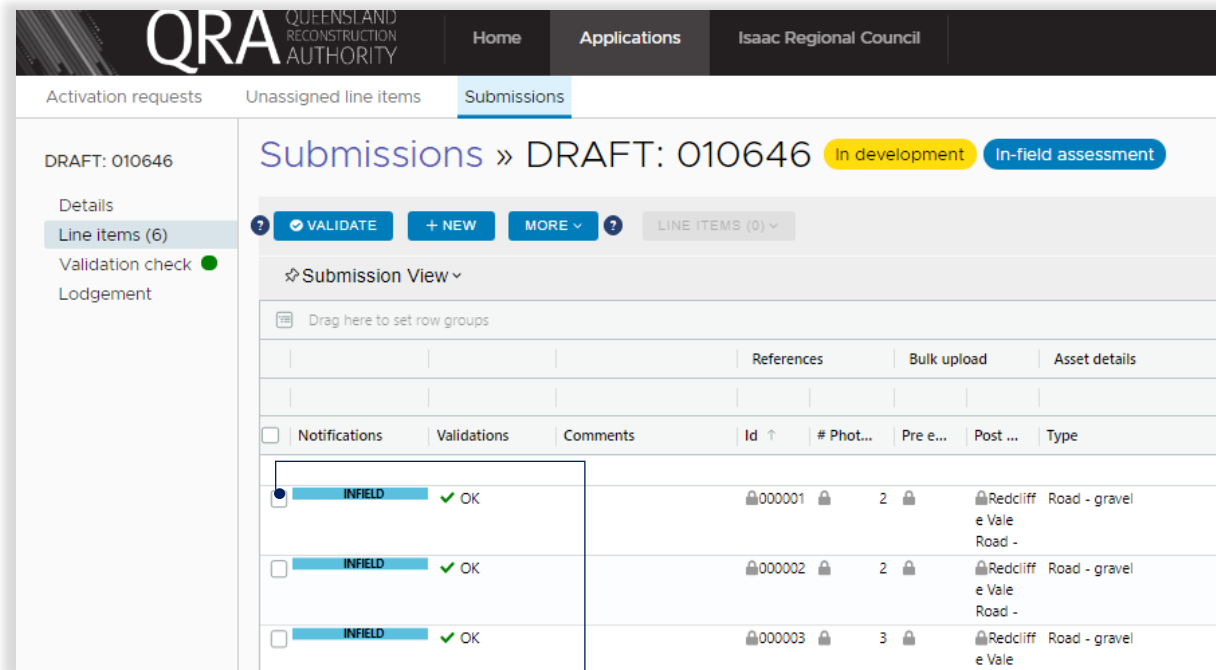 QRA QUEENSLAND RECONSTRUCTION AUTHORITY Home Applications Isaac Regional Council
Activation requests Unassigned line items Submissions
DRAFT: 010646
Details
Line items (6)
Validation check
Lodgement
Submissions » DRAFT: 010646 In development In-field assessment
? VALIDATE + NEW MORE ? LINE ITEMS (0)
Submission View
Drag here to set row groups
References Bulk upload Asset details
Notifications Validations Comments Id ↑ # Phot... Pre e... Post ... Type
INFIELD OK 000001 2 Redcliff Road - gravel
e Vale
Road -
INFIELD OK 000002 2 Redcliff Road - gravel
e Vale
Road -
INFIELD OK 000003 3 Redcliff Road - gravel
e Vale